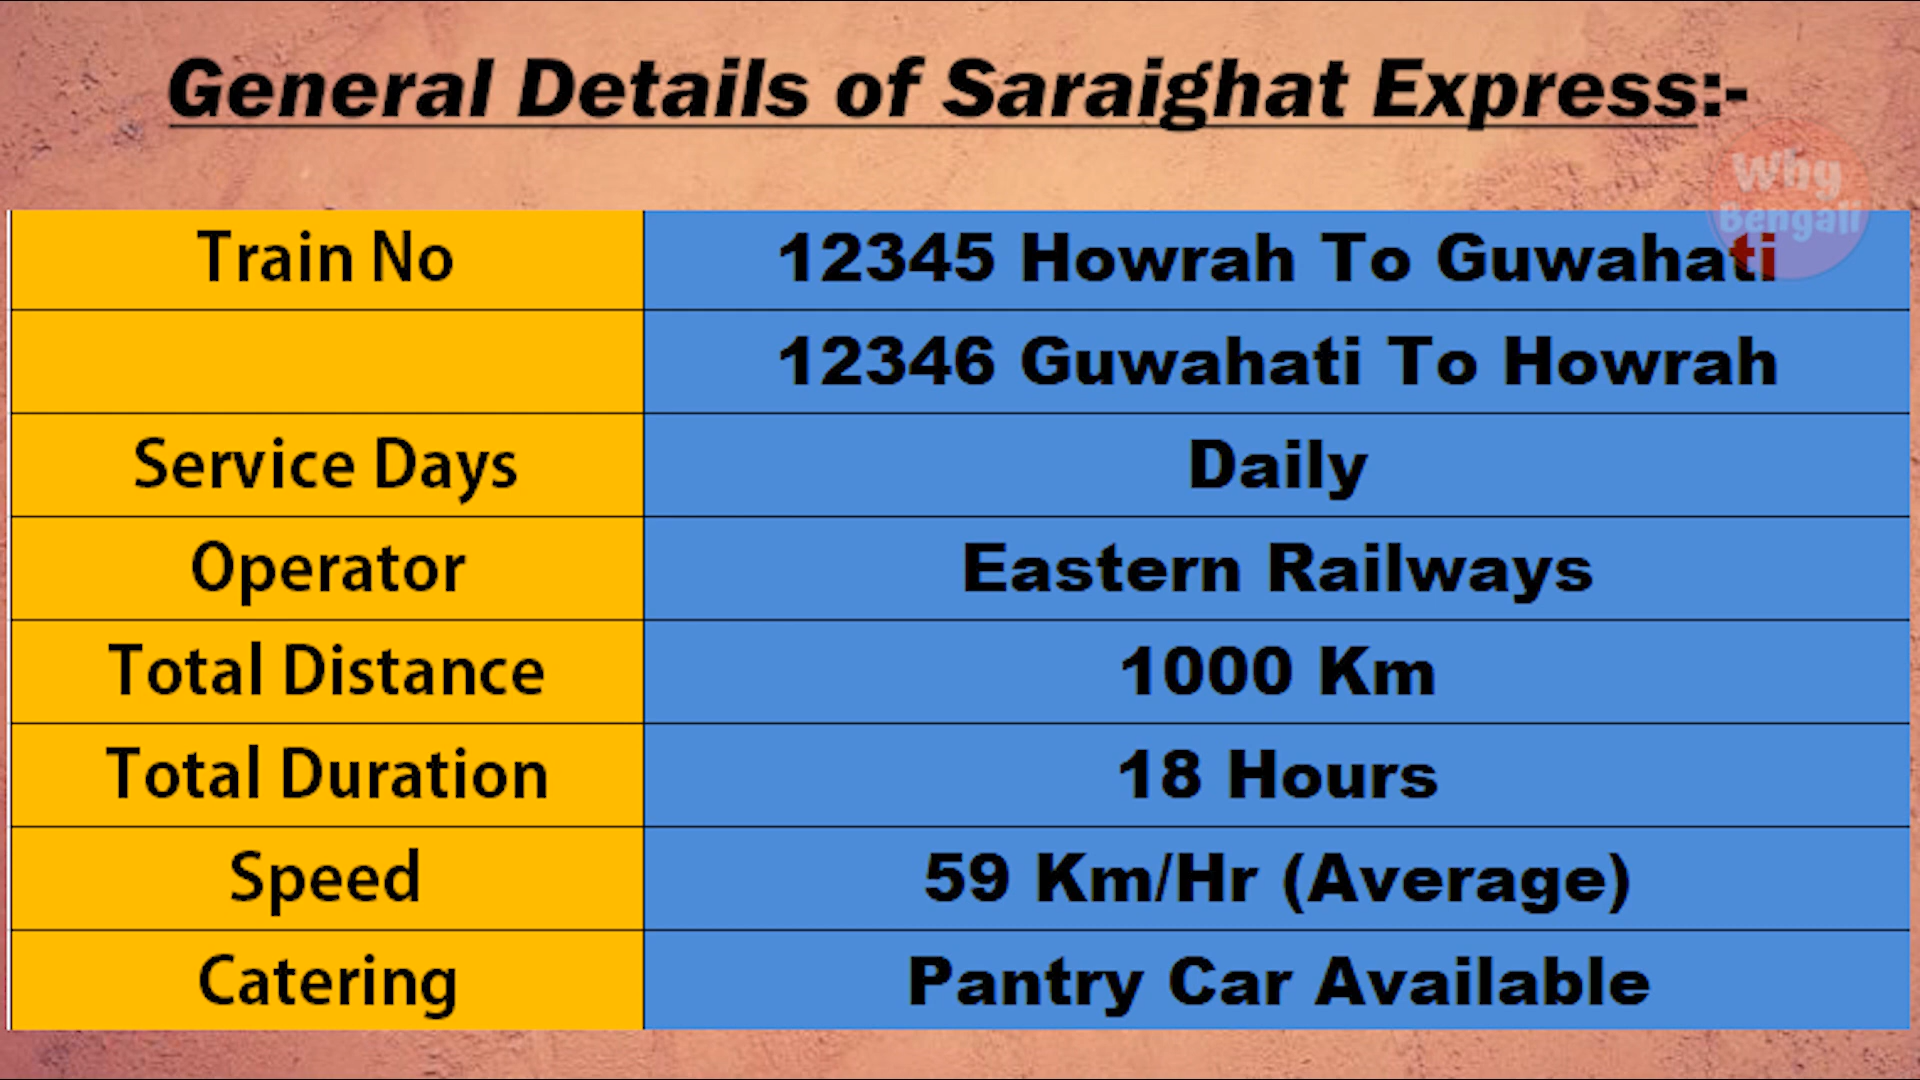 General Details of Saraighat Express:-
Why
Bengali
Train No 12345 Howrah To Guwahati
12346 Guwahati To Howrah
Service Days Daily
Operator Eastern Railways
Total Distance 1000 Km
Total Duration 18 Hours
Speed 59 Km/Hr (Average)
Catering Pantry Car Available